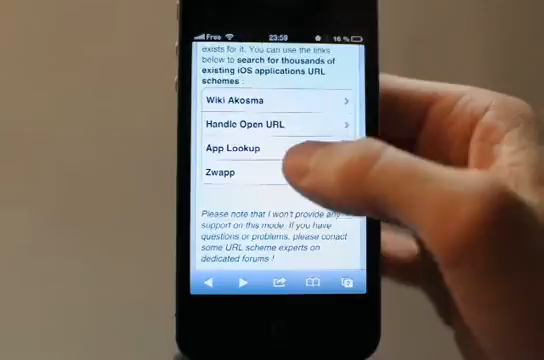 Free 23:59 16 %
exists for it. You can use the links
below to search for thousands of
existing iOS applications URL
schemes :
Wiki Akosma
Handle Open URL
App Lookup
Zwapp
Please note that I won't provide any
support on this mode. If you have
questions or problems, please contact
some URL scheme experts on
dedicated forums !